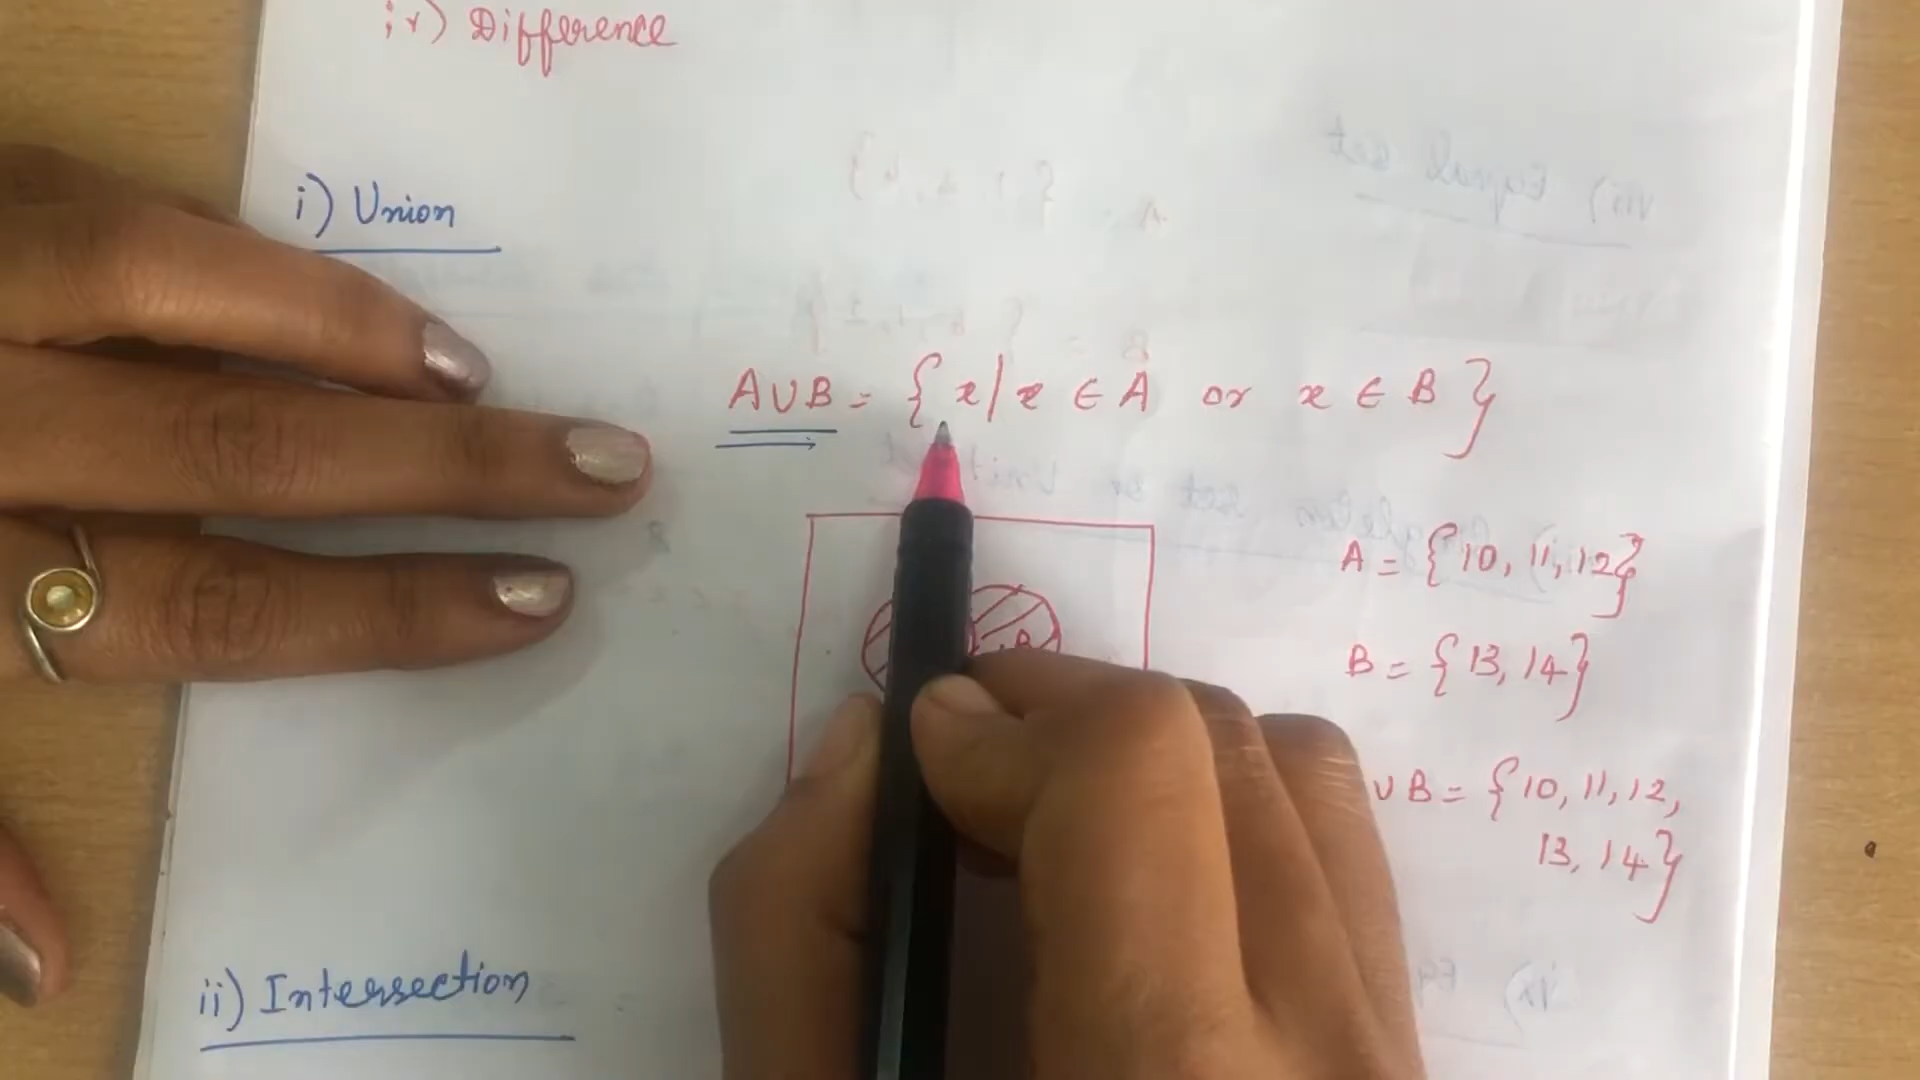 iv) Difference
i) Union
A∪B = {x/x ∈ A or x ∈ B}
A = {10, 11, 12}
B = {13, 14}
B
∪ B = {10, 11, 12,
13, 14}
ii) Intersection